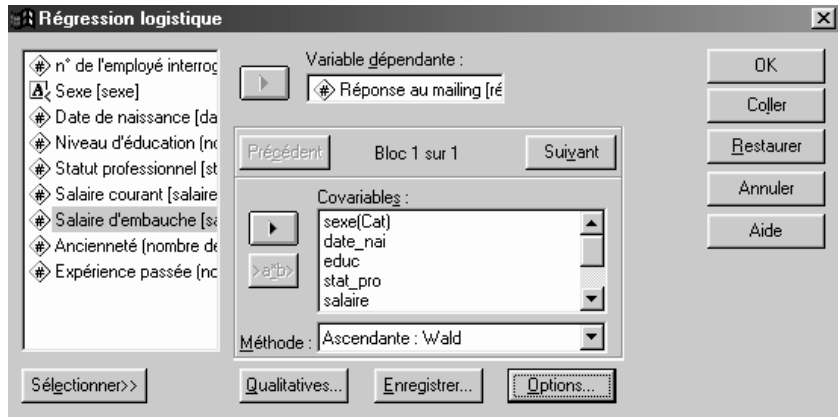 Régression logistique
n° de l'employé interrog
Sexe [sexe]
Date de naissance [da
Niveau d'éducation (no
Statut professionnel [st
Salaire courant [salaire
Salaire d'embauche [sa
Ancienneté (nombre de
Expérience passée (no
Sélectionner>>
Variable dépendante :
Réponse au mailing [ré
Précédent
Bloc 1 sur 1
Suivant
Covariables :
sexe(Cat)
date_nai
educ
stat_pro
salaire
>a*b>
Méthode :
Ascendante : Wald
Qualitatives...
Enregistrer...
Options...
OK
Coller
Restaurer
Annuler
Aide